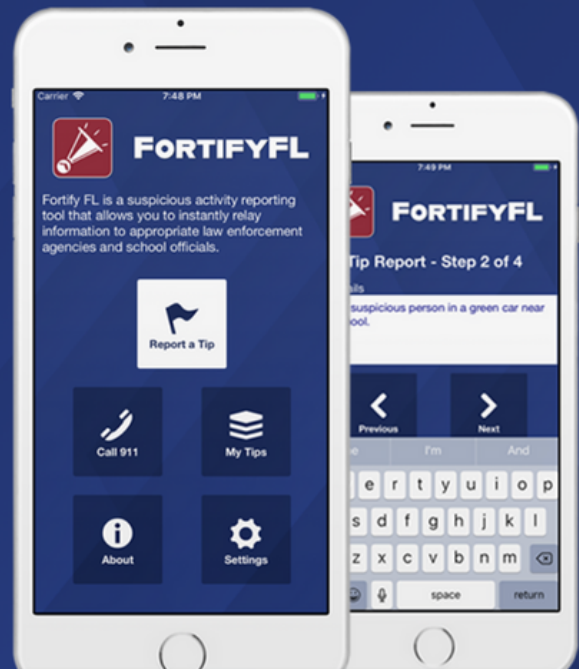 Carrier 7:48 PM
FORTIFYFL
Fortify FL is a suspicious activity reporting
tool that allows you to instantly relay
information to appropriate law enforcement
agencies and school officials.
Report a Tip
Call 911
My Tips
About
Settings
7:49 PM
FORTIFYFL
Tip Report - Step 2 of 4
suspicious person in a green car near
Previous
Next
I'm
And
e r t y u i o p
s d f g h j k l
z x c v b n m
space
return